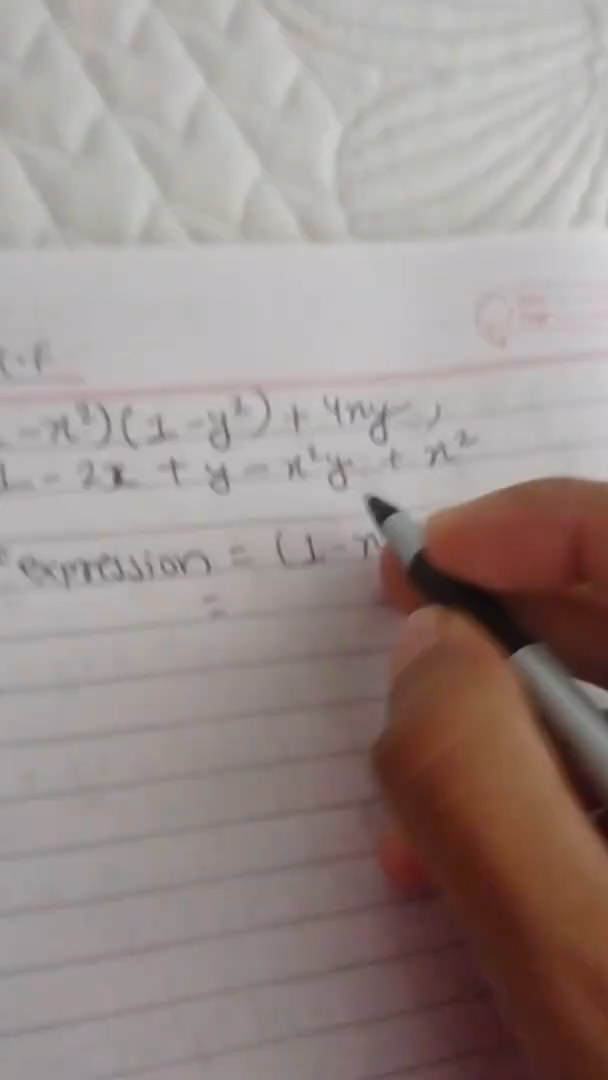 -x²)(1-y²) + 4xy,
1 - 2x + y - x²y + x²
expression = (1-x
=